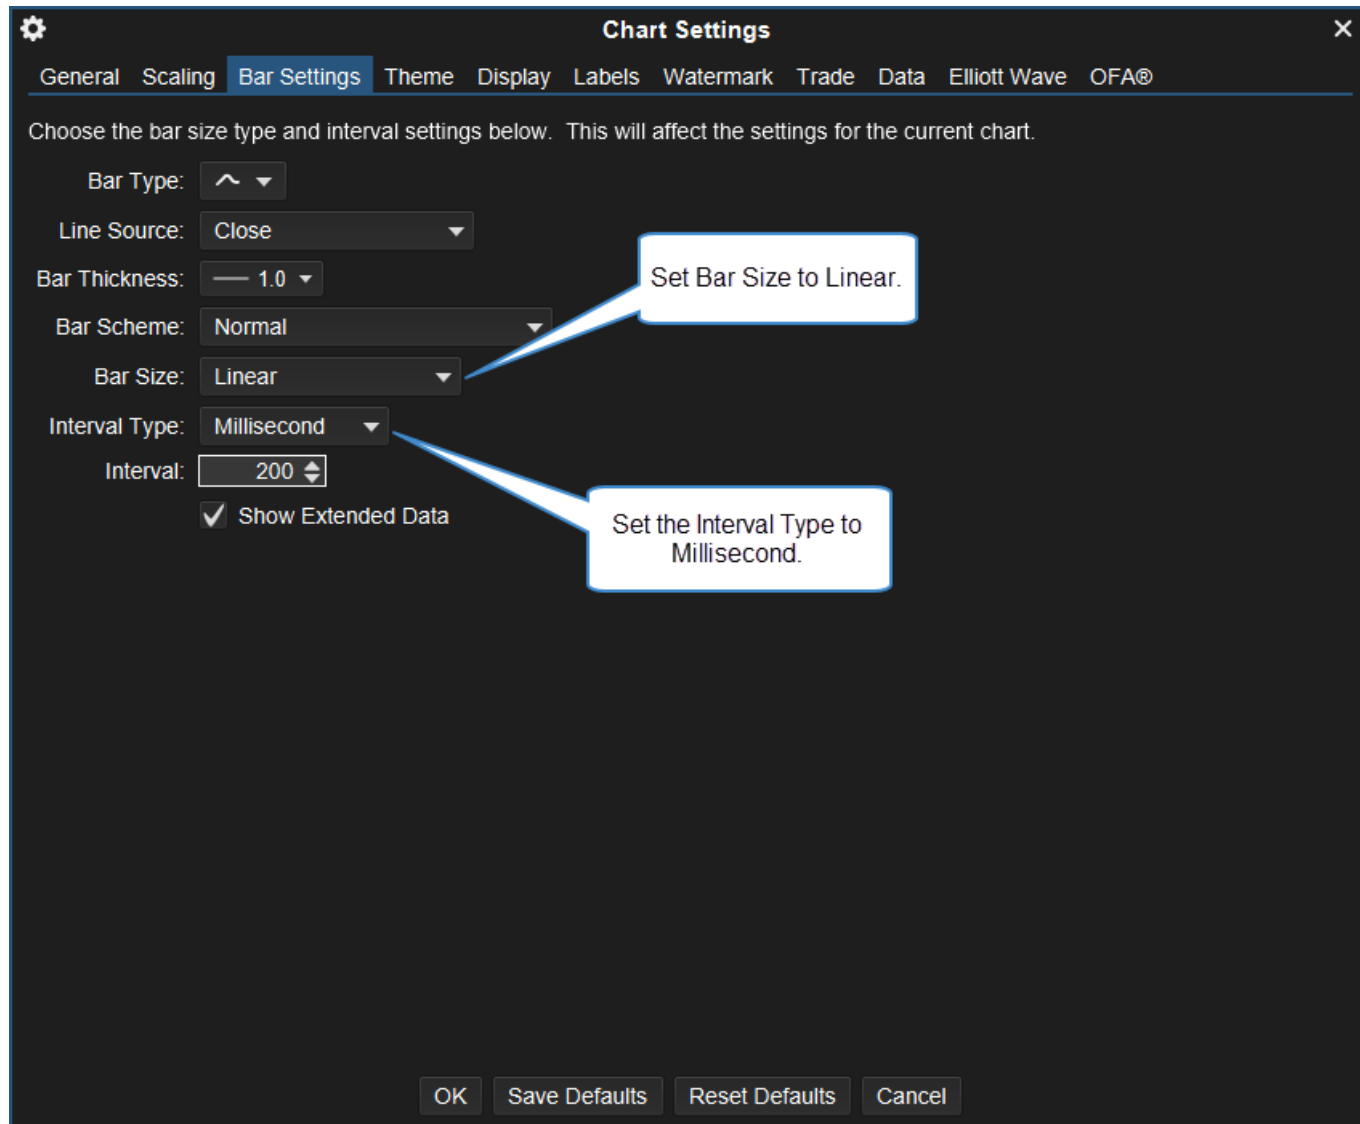 Chart Settings
General Scaling Bar Settings Theme Display Labels Watermark Trade Data Elliott Wave OFA®
Choose the bar size type and interval settings below. This will affect the settings for the current chart.
Bar Type:
Line Source: Close
Bar Thickness: 1.0
Bar Scheme: Normal
Bar Size: Linear
Interval Type: Millisecond
Interval: 200
Show Extended Data
Set Bar Size to Linear.
Set the Interval Type to
Millisecond.
OK Save Defaults Reset Defaults Cancel